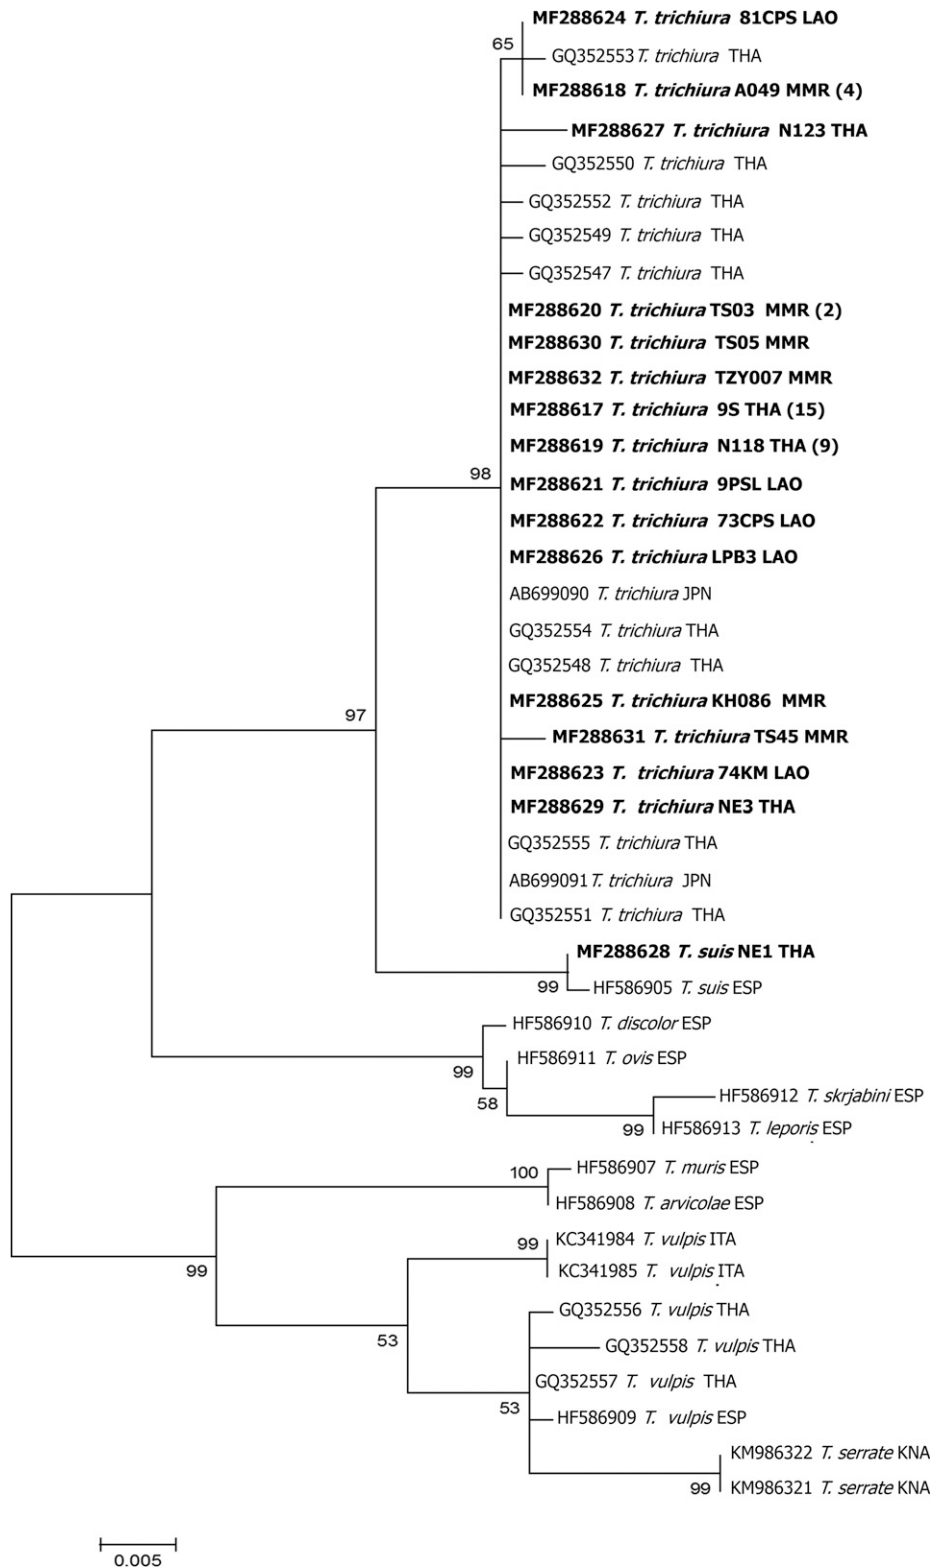 MF288624 T. trichiura 81CPS LAO
65
GQ352553T. trichiura THA
MF288618 T. trichiura A049 MMR (4)
MF288627 T. trichiura N123 THA
GQ352550 T. trichiura THA
GQ352552 T. trichiura THA
GQ352549 T. trichiura THA
GQ352547 T. trichiura THA
MF288620 T. trichiura TS03 MMR (2)
MF288630 T. trichiura TS05 MMR
MF288632 T. trichiura TZY007 MMR
MF288617 T. trichiura 9S THA (15)
MF288619 T. trichiura N118 THA (9)
98
MF288621 T. trichiura 9PSL LAO
MF288622 T. trichiura 73CPS LAO
MF288626 T. trichiura LPB3 LAO
AB699090 T. trichiura JPN
GQ352554 T. trichiura THA
GQ352548 T. trichiura THA
MF288625 T. trichiura KH086 MMR
97
MF288631 T. trichiura TS45 MMR
MF288623 T. trichiura 74KM LAO
MF288629 T. trichiura NE3 THA
GQ352555 T. trichiura THA
AB699091T. trichiura JPN
GQ352551 T. trichiura THA
MF288628 T. suis NE1 THA
99
HF586905 T. suis ESP
HF586910 T. discolor ESP
HF586911 T. ovis ESP
99
HF586912 T. skrjabini ESP
58
HF586913 T. leporis ESP
99
HF586907 T. muris ESP
100
HF586908 T. arvicolae ESP
KC341984 T. vulpis ITA
99
KC341985 T. vulpis ITA
99
GQ352556 T. vulpis THA
53
GQ352558 T. vulpis THA
GQ352557 T. vulpis THA
53
HF586909 T. vulpis ESP
KM986322 T. serrate KNA
99
KM986321 T. serrate KNA
0.005